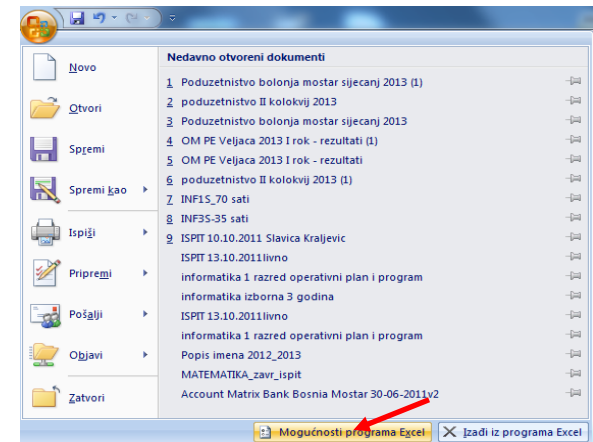 Novo
Otvori
Spremi
Spremi kao
Ispiši
Pripremi
Pošalji
Objavi
Zatvori
Nedavno otvoreni dokumenti
1 Poduzetnistvo bolonja mostar sijecanj 2013 (1)
2 poduzetnistvo II kolokvij 2013
3 Poduzetnistvo bolonja mostar sijecanj 2013
4 OM PE Veljaca 2013 I rok - rezultati (1)
5 OM PE Veljaca 2013 I rok - rezultati
6 poduzetnistvo II kolokvij 2013 (1)
7 INF1S_70 sati
8 INF3S-35 sati
9 ISPIT 10.10.2011 Slavica Kraljevic
ISPIT 13.10.2011livno
informatika 1 razred operativni plan i program
informatika izborna 3 godina
ISPIT 13.10.2011livno
informatika 1 razred operativni plan i program
Popis imena 2012_2013
MATEMATIKA_zavr_ispit
Account Matrix Bank Bosnia Mostar 30-06-2011v2
Mogućnosti programa Excel
Izađi iz programa Excel